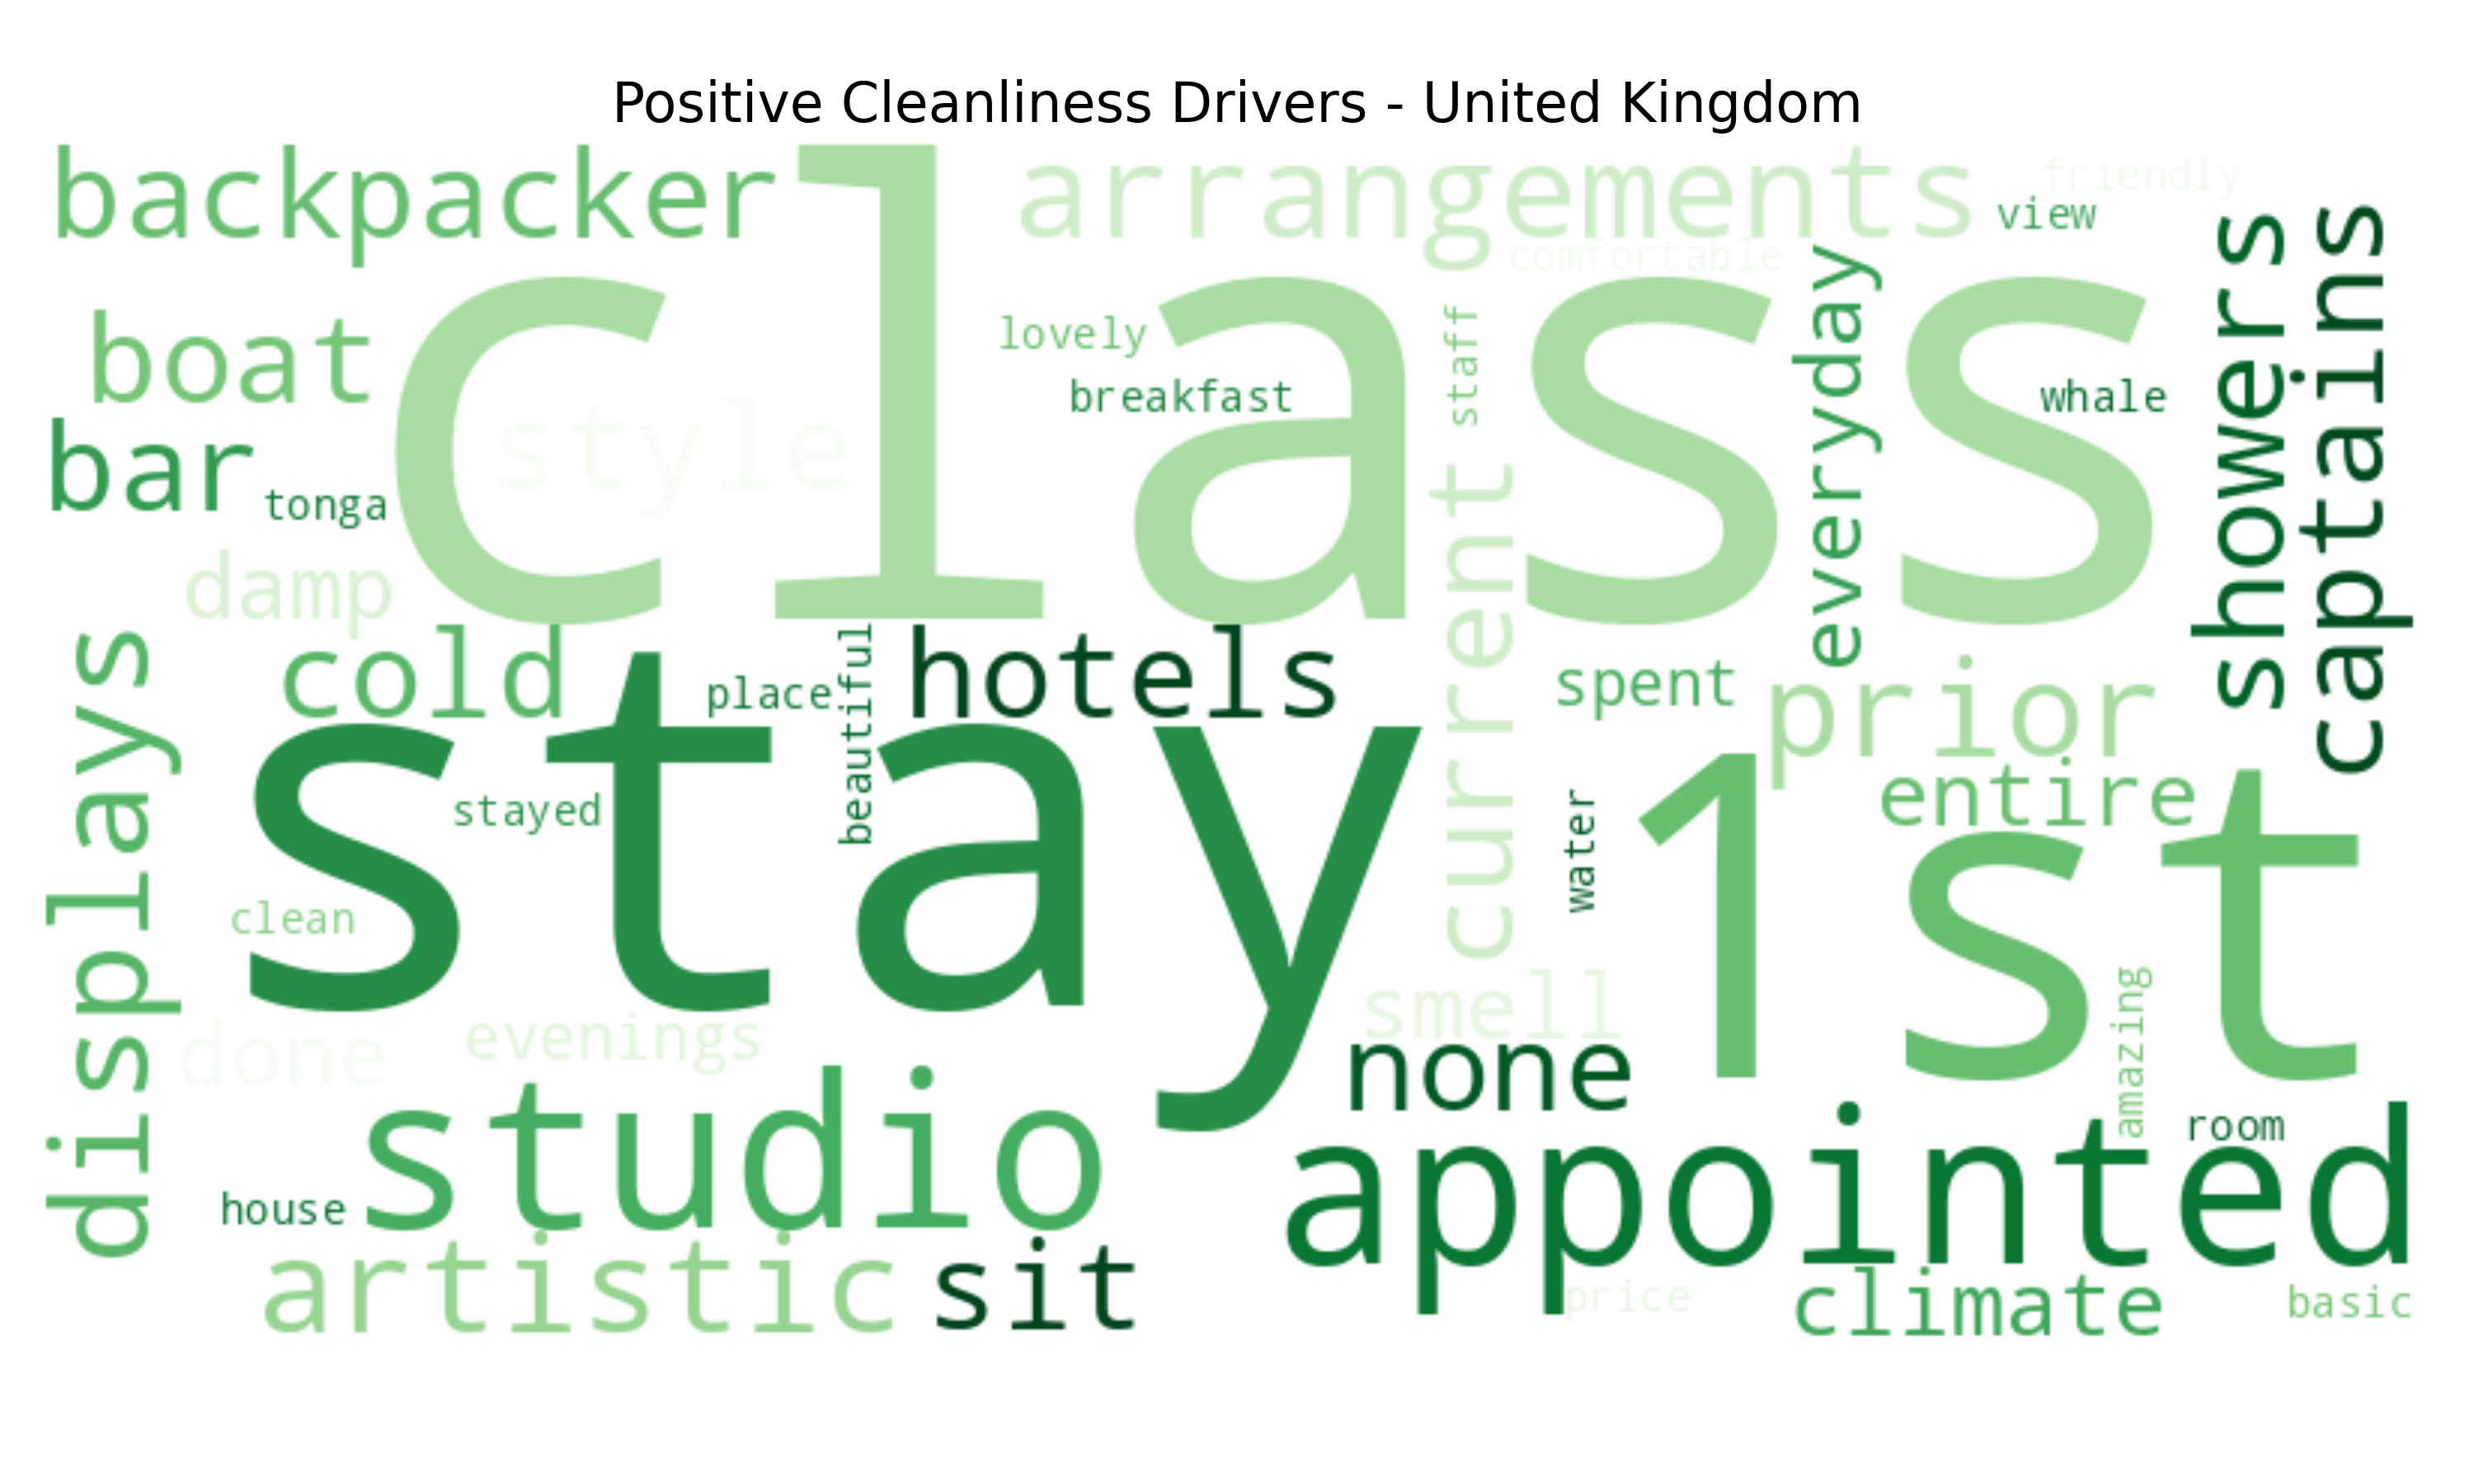 Positive Cleanliness Drivers - United Kingdom
backpacker
class
arrangements
friendly
view
comfortable
showers
captains
boat
lovely
staff
everyday
breakfast
whale
style
bar
tonga
current
damp
displays
cold
place
beautiful
hotels
spent
prior
stay
stayed
water
1st
entire
clean
smell
amazing
done
evenings
none
studio
appointed
room
house
artistic
sit
price
climate
basic